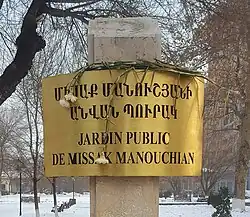 ՄԻՍԱՔ ՄԱՆՈՒՇՅԱՆԻ
ԱՆՎԱՆ ՊՈՒՐԱԿ
JARDIN PUBLIC
DE MISSAK MANOUCHIAN